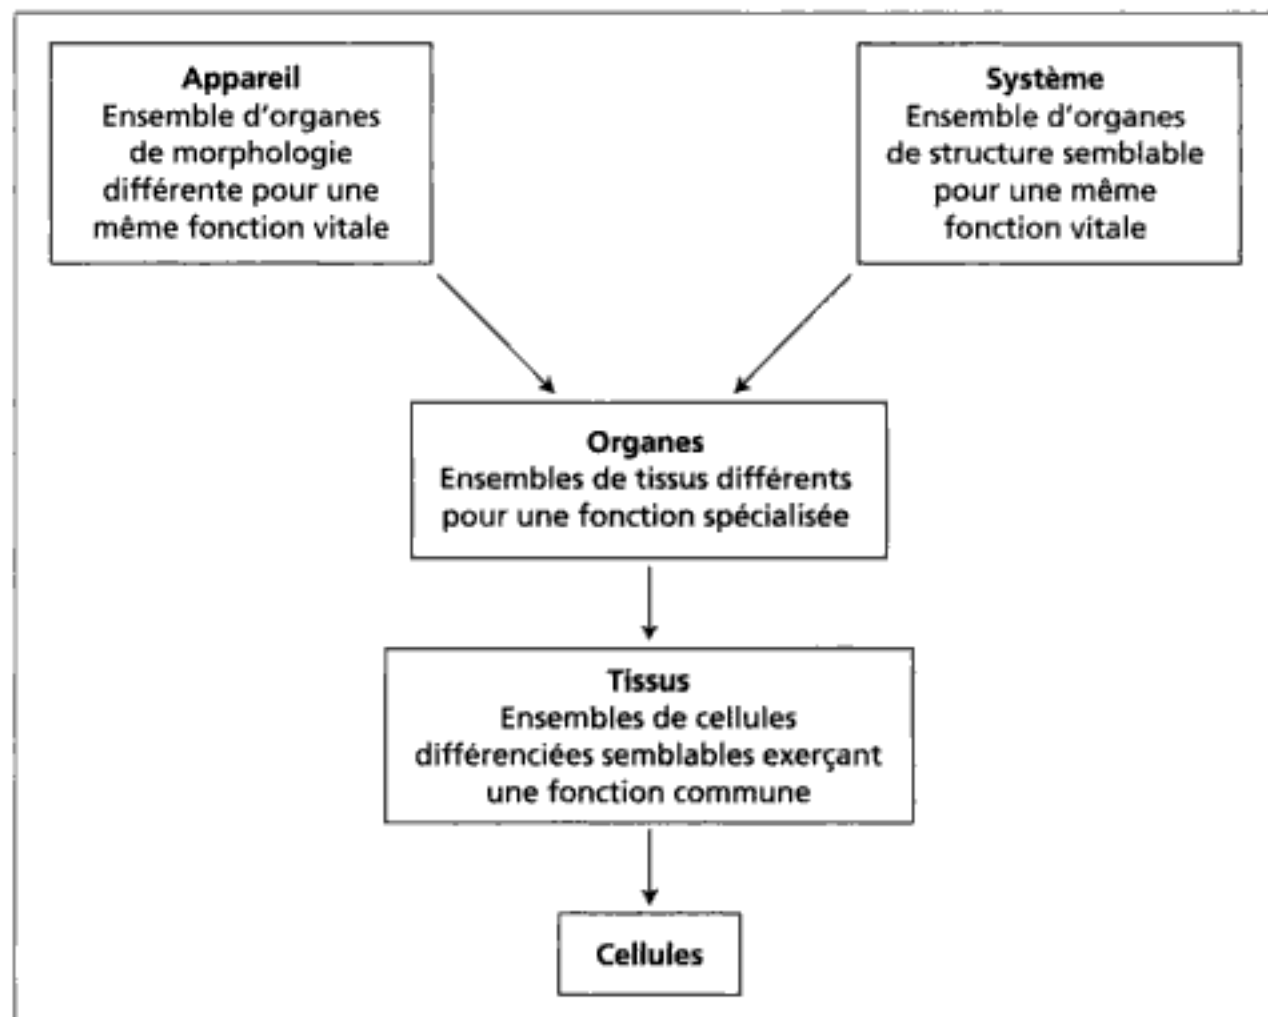 Appareil
Ensemble d'organes
de morphologie
différente pour une
même fonction vitale
Système
Ensemble d'organes
de structure semblable
pour une même
fonction vitale
Organes
Ensembles de tissus différents
pour une fonction spécialisée
Tissus
Ensembles de cellules
différenciées semblables exerçant
une fonction commune
Cellules